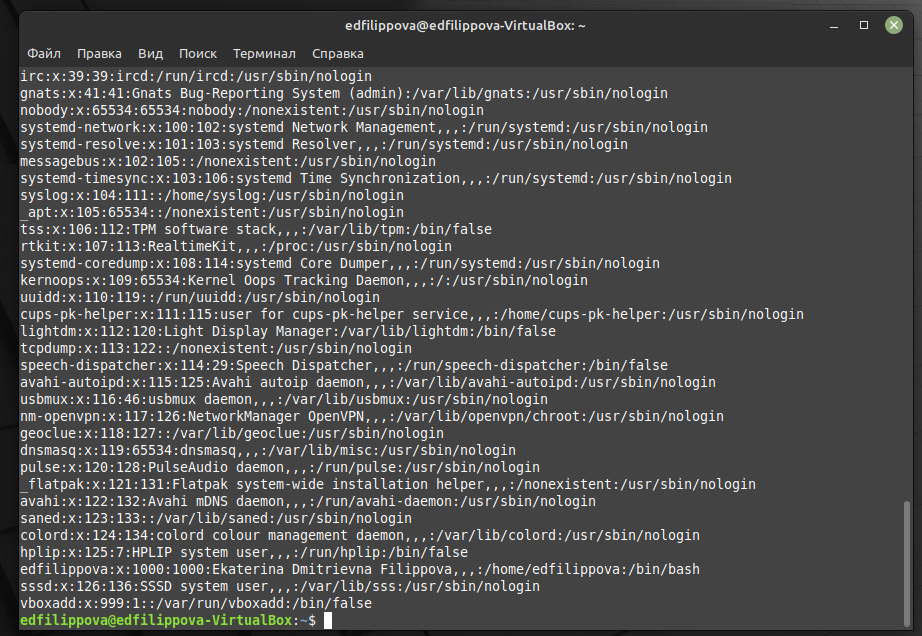 edfilippova@edfilippova-VirtualBox: ~
Файл Правка Вид Поиск Терминал Справка
irc:x:39:39:ircd:/run/ircd:/usr/sbin/nologin
gnats:x:41:41:Gnats Bug-Reporting System (admin):/var/lib/gnats:/usr/sbin/nologin
nobody:x:65534:65534:nobody:/nonexistent:/usr/sbin/nologin
systemd-network:x:100:102:systemd Network Management,,,:/run/systemd:/usr/sbin/nologin
systemd-resolve:x:101:103:systemd Resolver,,,:/run/systemd:/usr/sbin/nologin
messagebus:x:102:105::/nonexistent:/usr/sbin/nologin
systemd-timesync:x:103:106:systemd Time Synchronization,,,:/run/systemd:/usr/sbin/nologin
syslog:x:104:111::/home/syslog:/usr/sbin/nologin
_apt:x:105:65534::/nonexistent:/usr/sbin/nologin
tss:x:106:112:TPM software stack,,,:/var/lib/tpm:/bin/false
rtkit:x:107:113:RealtimeKit,,,:/proc:/usr/sbin/nologin
systemd-coredump:x:108:114:systemd Core Dumper,,,:/run/systemd:/usr/sbin/nologin
kernoops:x:109:65534:Kernel Oops Tracking Daemon,,,:/:/usr/sbin/nologin
uuidd:x:110:119::/run/uuidd:/usr/sbin/nologin
cups-pk-helper:x:111:115:user for cups-pk-helper service,,,:/home/cups-pk-helper:/usr/sbin/nologin
lightdm:x:112:120:Light Display Manager:/var/lib/lightdm:/bin/false
tcpdump:x:113:122::/nonexistent:/usr/sbin/nologin
speech-dispatcher:x:114:29:Speech Dispatcher,,,:/run/speech-dispatcher:/bin/false
avahi-autoipd:x:115:125:Avahi autoip daemon,,,:/var/lib/avahi-autoipd:/usr/sbin/nologin
usbmux:x:116:46:usbmux daemon,,,:/var/lib/usbmux:/usr/sbin/nologin
nm-openvpn:x:117:126:NetworkManager OpenVPN,,,:/var/lib/openvpn/chroot:/usr/sbin/nologin
geoclue:x:118:127::/var/lib/geoclue:/usr/sbin/nologin
dnsmasq:x:119:65534:dnsmasq,,,:/var/lib/misc:/usr/sbin/nologin
pulse:x:120:128:PulseAudio daemon,,,:/run/pulse:/usr/sbin/nologin
_flatpak:x:121:131:Flatpak system-wide installation helper,,,:/nonexistent:/usr/sbin/nologin
avahi:x:122:132:Avahi mDNS daemon,,,:/run/avahi-daemon:/usr/sbin/nologin
saned:x:123:133::/var/lib/saned:/usr/sbin/nologin
colord:x:124:134:colord colour management daemon,,,:/var/lib/colord:/usr/sbin/nologin
hplip:x:125:7:HPLIP system user,,,:/run/hplip:/bin/false
edfilippova:x:1000:1000:Ekaterina Dmitrievna Filippova,,,:/home/edfilippova:/bin/bash
sssd:x:126:136:SSSD system user,,,:/var/lib/sss:/usr/sbin/nologin
vboxadd:x:999:1::/var/run/vboxadd:/bin/false
edfilippova@edfilippova-VirtualBox:~$